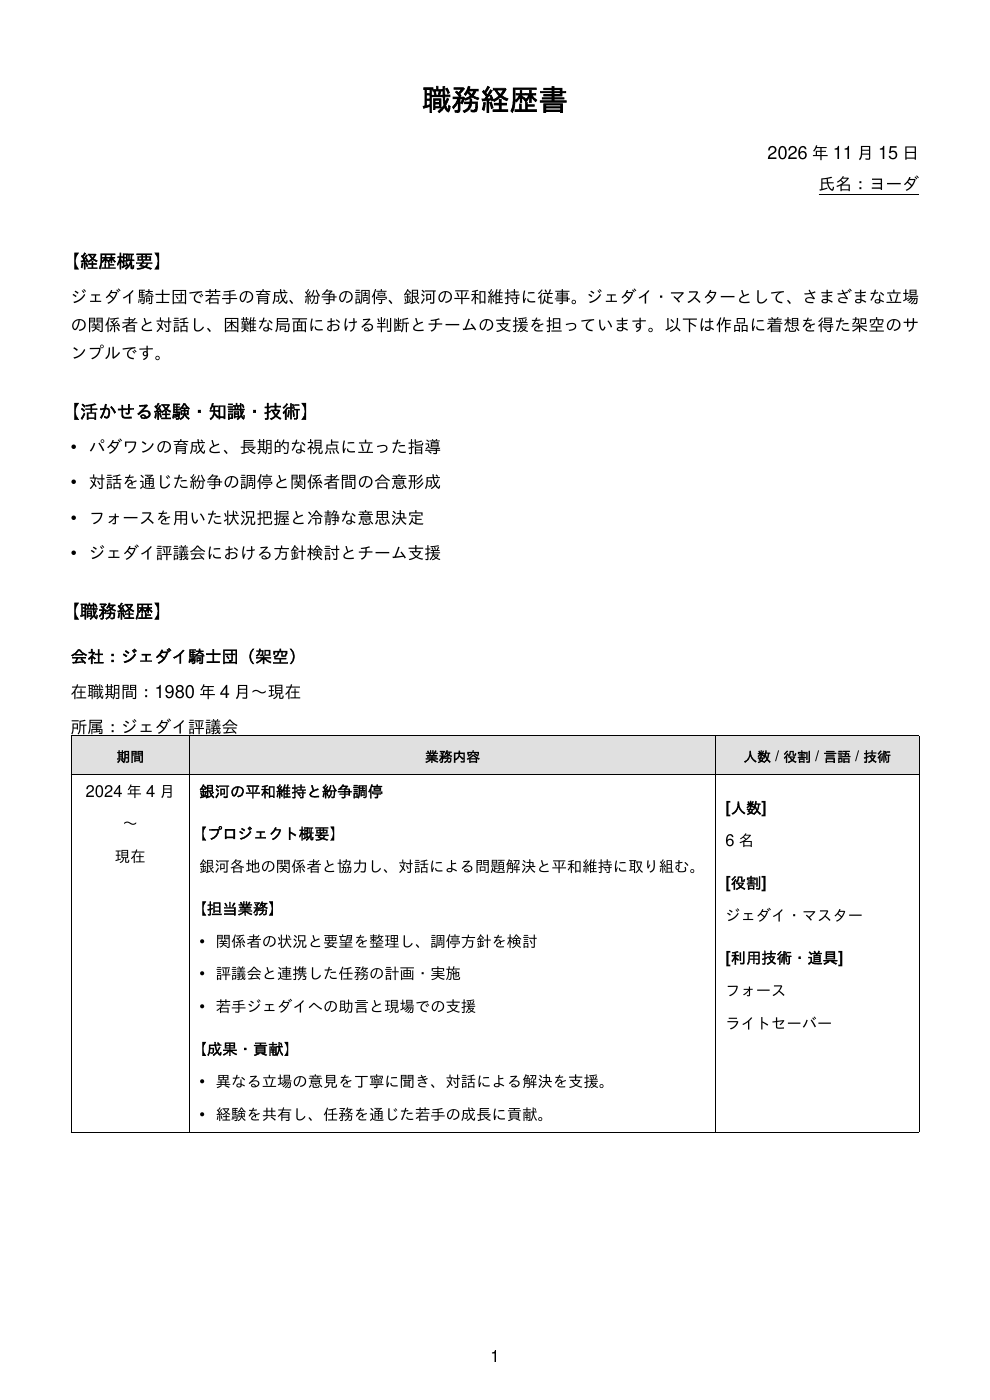 職務経歴書
2026 年 11 月 15 日
氏名：ヨーダ
【経歴概要】
ジェダイ騎士団で若手の育成、紛争の調停、銀河の平和維持に従事。ジェダイ・マスターとして、さまざまな立場
の関係者と対話し、困難な局面における判断とチームの支援を担っています。以下は作品に着想を得た架空のサ
ンプルです。
【活かせる経験・知識・技術】
• パダワンの育成と、長期的な視点に立った指導
• 対話を通じた紛争の調停と関係者間の合意形成
• フォースを用いた状況把握と冷静な意思決定
• ジェダイ評議会における方針検討とチーム支援
【職務経歴】
会社：ジェダイ騎士団（架空）
在職期間：1980 年 4 月〜現在
所属：ジェダイ評議会
期間
業務内容
人数 / 役割 / 言語 / 技術
2024 年 4 月
〜
現在
銀河の平和維持と紛争調停
【プロジェクト概要】
銀河各地の関係者と協力し、対話による問題解決と平和維持に取り組む。
【担当業務】
• 関係者の状況と要望を整理し、調停方針を検討
• 評議会と連携した任務の計画・実施
• 若手ジェダイへの助言と現場での支援
【成果・貢献】
• 異なる立場の意見を丁寧に聞き、対話による解決を支援。
• 経験を共有し、任務を通じた若手の成長に貢献。
[人数]
6 名
[役割]
ジェダイ・マスター
[利用技術・道具]
フォース
ライトセーバー
1